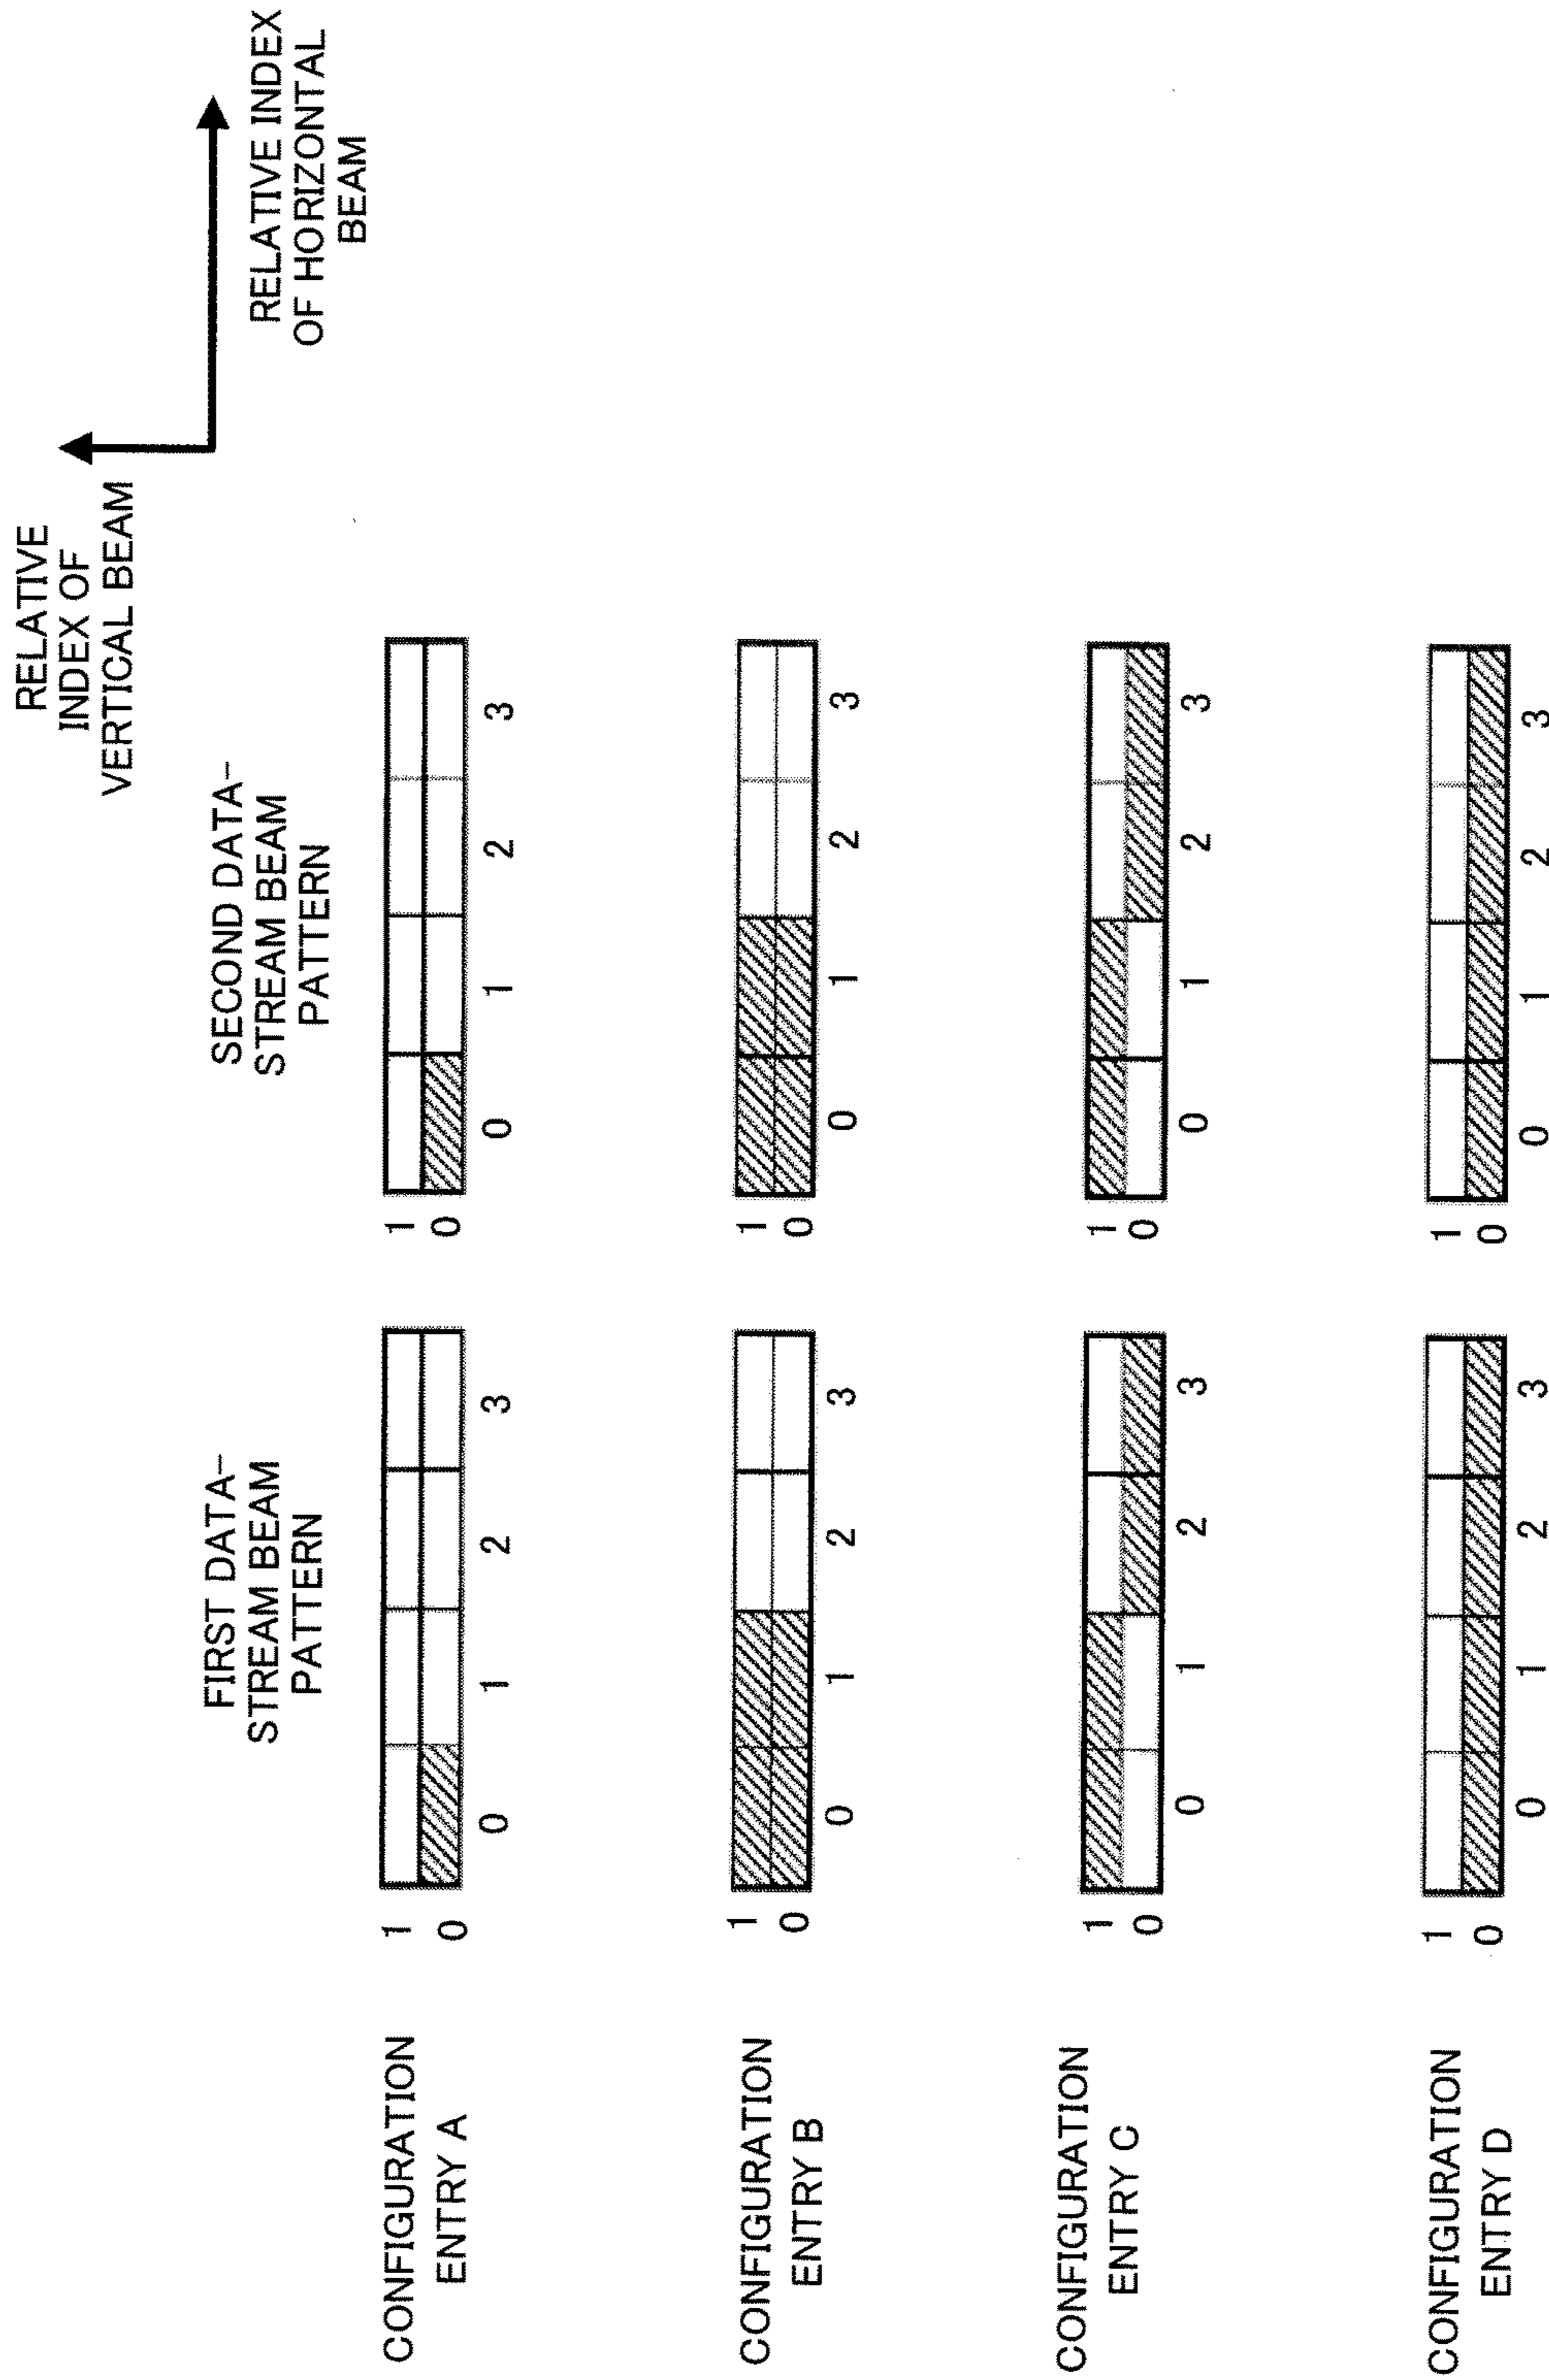 RELATIVE
INDEX OF
VERTICAL BEAM
RELATIVE INDEX
OF HORIZONTAL
BEAM
FIRST DATA-
STREAM BEAM
PATTERN
SECOND DATA-
STREAM BEAM
PATTERN
CONFIGURATION
ENTRY A
1
0
0 1 2 3
1
0
0 1 2 3
CONFIGURATION
ENTRY B
1
0
0 1 2 3
1
0
0 1 2 3
CONFIGURATION
ENTRY C
1
0
0 1 2 3
1
0
0 1 2 3
CONFIGURATION
ENTRY D
1
0
0 1 2 3
1
0
0 1 2 3